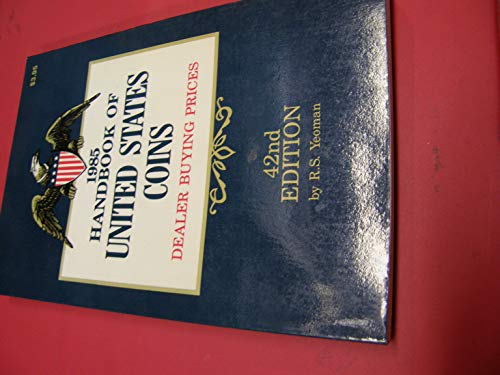 $3.95
1985
HANDBOOK OF
UNITED STATES
COINS
DEALER BUYING PRICES
42nd
EDITION
by R.S. Yeoman